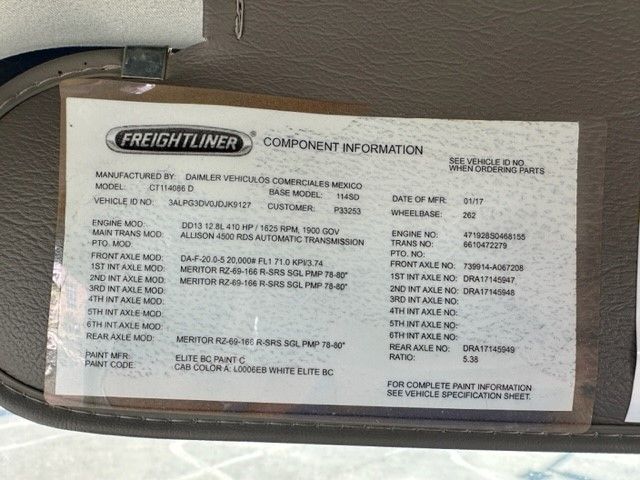 FREIGHTLINER® COMPONENT INFORMATION
SEE VEHICLE ID NO.
WHEN ORDERING PARTS
MANUFACTURED BY: DAIMLER VEHICULOS COMERCIALES MEXICO
MODEL: CT114086 D BASE MODEL: 114SD DATE OF MFR: 01/17
VEHICLE ID NO: 3ALPG3DV0JDJK9127 CUSTOMER: P33253 WHEELBASE: 262
ENGINE MOD: DD13 12.8L 410 HP / 1625 RPM, 1900 GOV ENGINE NO: 471928S0468155
MAIN TRANS MOD: ALLISON 4500 RDS AUTOMATIC TRANSMISSION TRANS NO: 6610472279
PTO. MOD: PTO NO:
FRONT AXLE MOD: DA-F-20.0-5 20,000# FL1 71.0 KPI/3.74 FRONT AXLE NO: 739914-A067208
1ST INT AXLE MOD: MERITOR RZ-69-166 R-SRS SGL PMP 78-80" 1ST INT AXLE NO: DRA17145947
2ND INT AXLE MOD: MERITOR RZ-69-166 R-SRS SGL PMP 78-80" 2ND INT AXLE NO: DRA17145948
3RD INT AXLE MOD: 3RD INT AXLE NO:
4TH INT AXLE MOD: 4TH INT AXLE NO:
5TH INT AXLE MOD: 5TH INT AXLE NO:
6TH INT AXLE MOD: 6TH INT AXLE NO:
REAR AXLE MOD: MERITOR RZ-69-166 R-SRS SGL PMP 78-80" REAR AXLE NO: DRA17145949
RATIO: 5.38
PAINT MFR: ELITE BC PAINT C
PAINT CODE: CAB COLOR A: L0006EB WHITE ELITE BC
FOR COMPLETE PAINT INFORMATION
SEE VEHICLE SPECIFICATION SHEET.